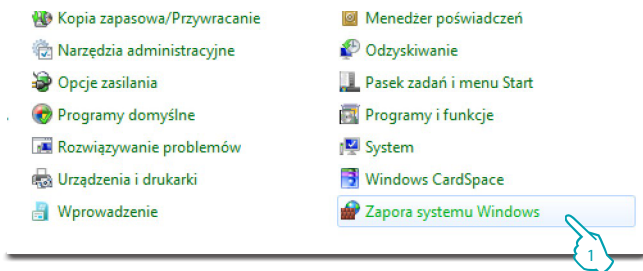 Kopia zapasowa/Przywracanie
Narzędzia administracyjne
Opcje zasilania
Programy domyślne
Rozwiązywanie problemów
Urządzenia i drukarki
Wprowadzenie
Menedżer poświadczeń
Odzyskiwanie
Pasek zadań i menu Start
Programy i funkcje
System
Windows CardSpace
Zapora systemu Windows
1